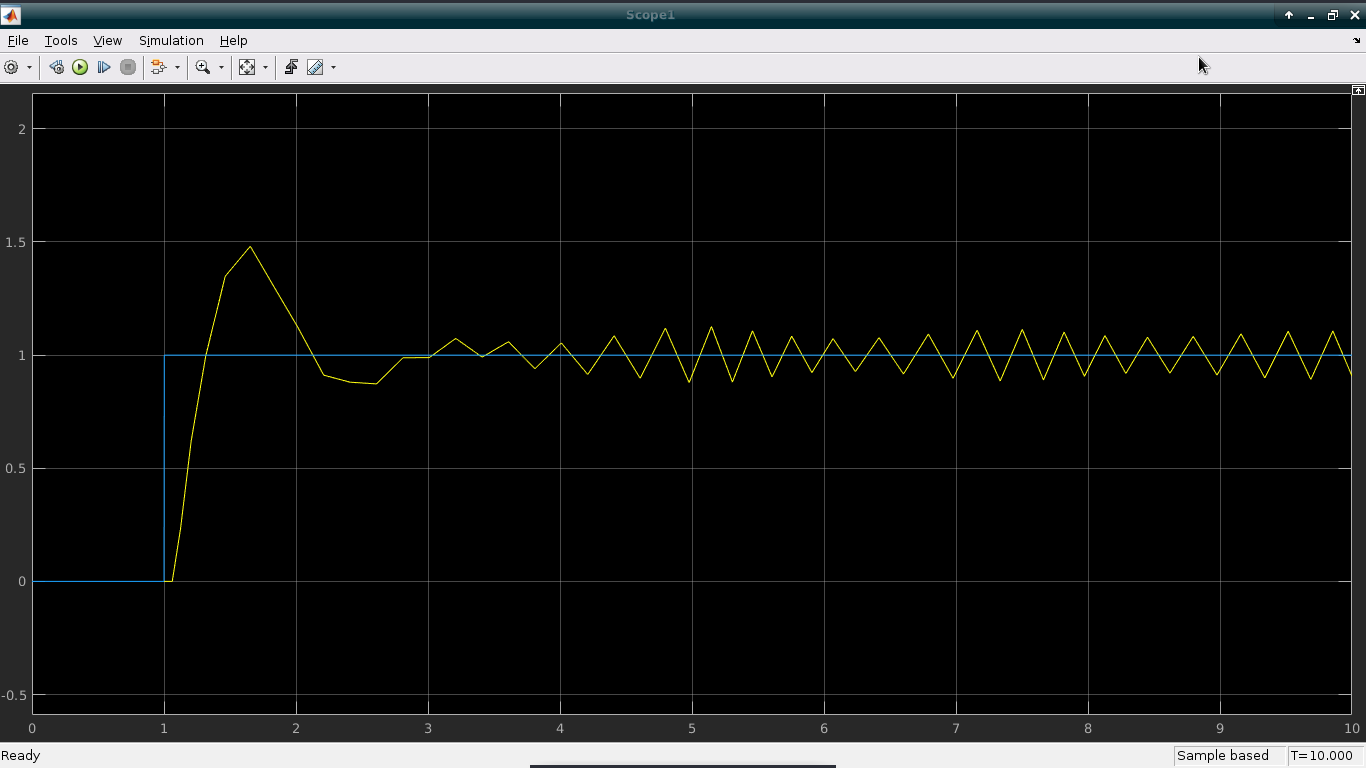 Scope1
File Tools View Simulation Help
2
1.5
1
0.5
0
-0.5
0 1 2 3 4 5 6 7 8 9 10
Ready Sample based T=10.000